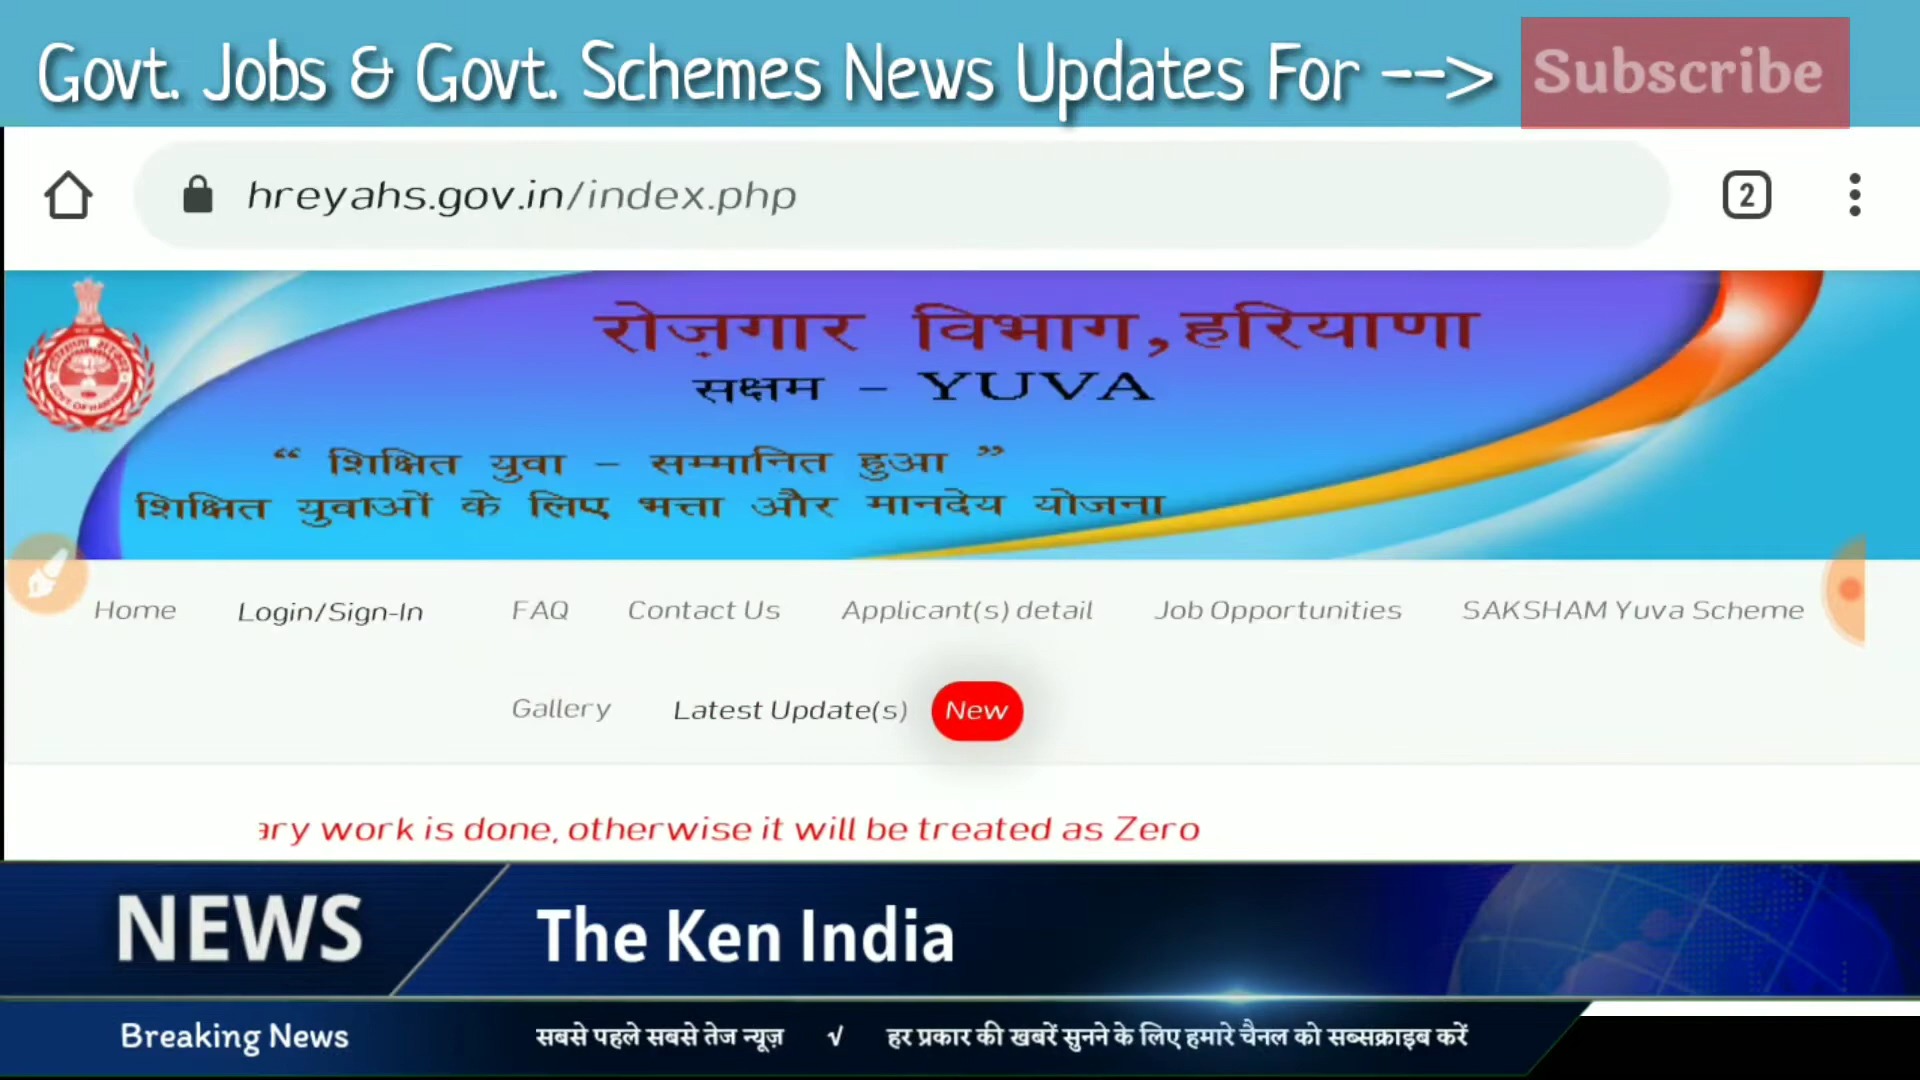 Govt. Jobs & Govt. Schemes News Updates For --> Subscribe
hreyahs.gov.in/index.php 2
रोज़गार विभाग,हरियाणा
सक्षम – YUVA
“ शिक्षित युवा – सम्मानित हुआ ”
शिक्षित युवाओं के लिए भत्ता और मानदेय योजना
Home Login/Sign-In FAQ Contact Us Applicant(s) detail Job Opportunities SAKSHAM Yuva Scheme
Gallery Latest Update(s) New
ary work is done, otherwise it will be treated as Zero
NEWS The Ken India
Breaking News सबसे पहले सबसे तेज न्यूज़ √ हर प्रकार की खबरें सुनने के लिए हमारे चैनल को सब्सक्राइब करें